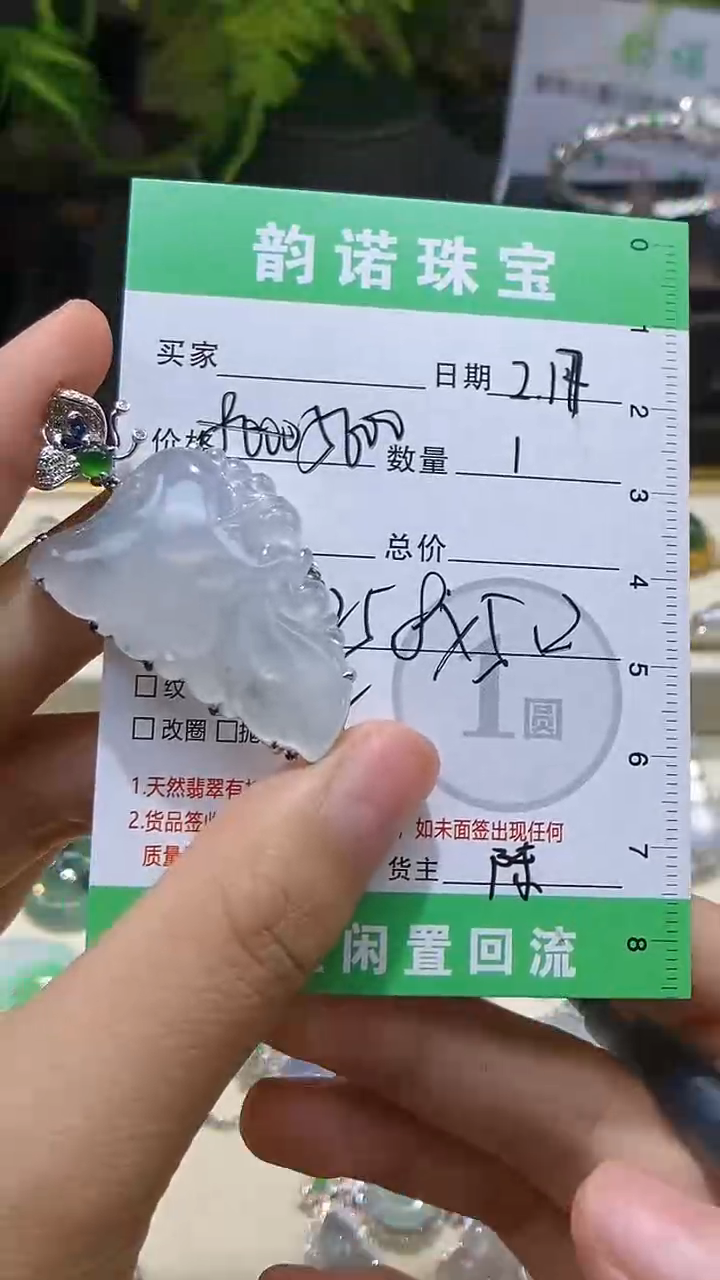 韵诺珠宝
买家 日期 2.17
价格 数量 1
总价
58x5
1圆
□纹
□改圈 □抛
1.天然翡翠有
2.货品签收 ，如未面签出现任何
质量
货主 陈
闲置回流
0 1 2 3 4 5 6 7 8